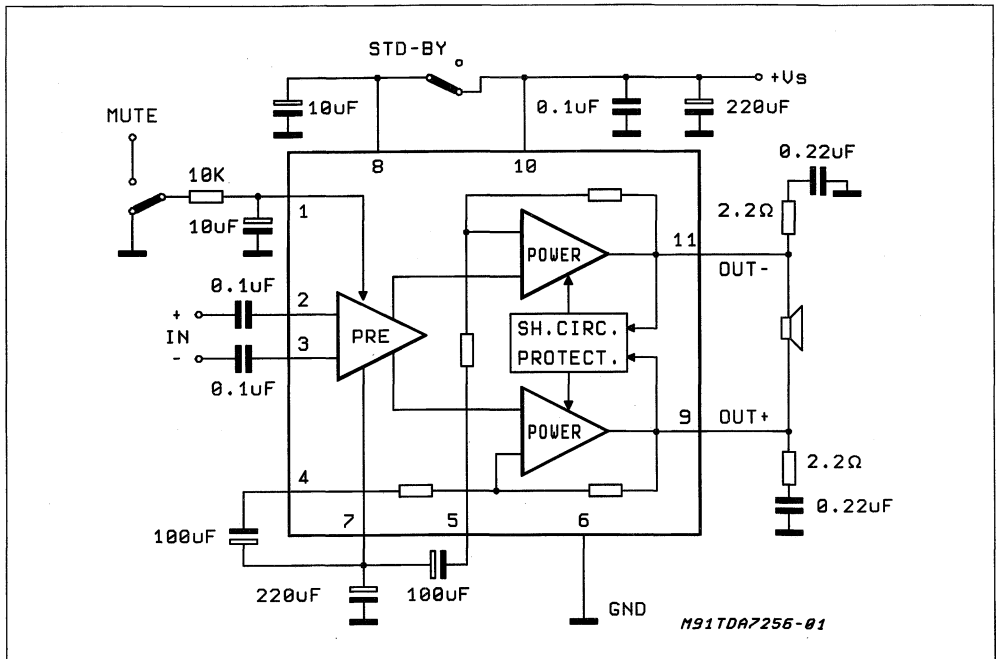 STD-BY
+Vs
10uF
0.1uF
220uF
MUTE
0.22uF
8
10
10K
1
2.2Ω
10uF
POWER
11
OUT-
0.1uF
2
+
IN
PRE
SH.CIRC.
PROTECT.
3
-
0.1uF
9
OUT+
POWER
2.2Ω
4
7
5
6
0.22uF
100uF
220uF
100uF
GND
M91TDA7256-01